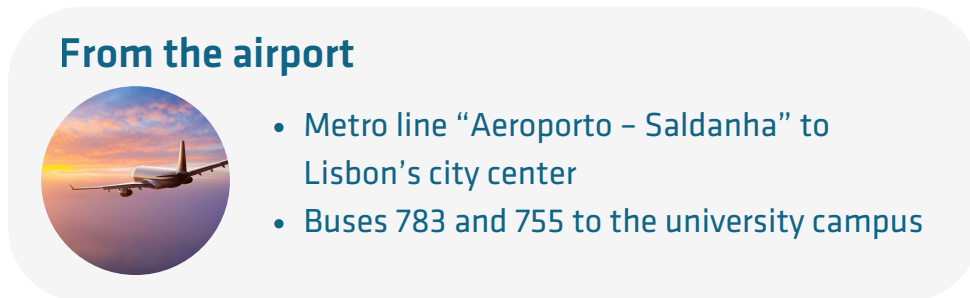 From the airport
• Metro line “Aeroporto – Saldanha” to
Lisbon’s city center
• Buses 783 and 755 to the university campus